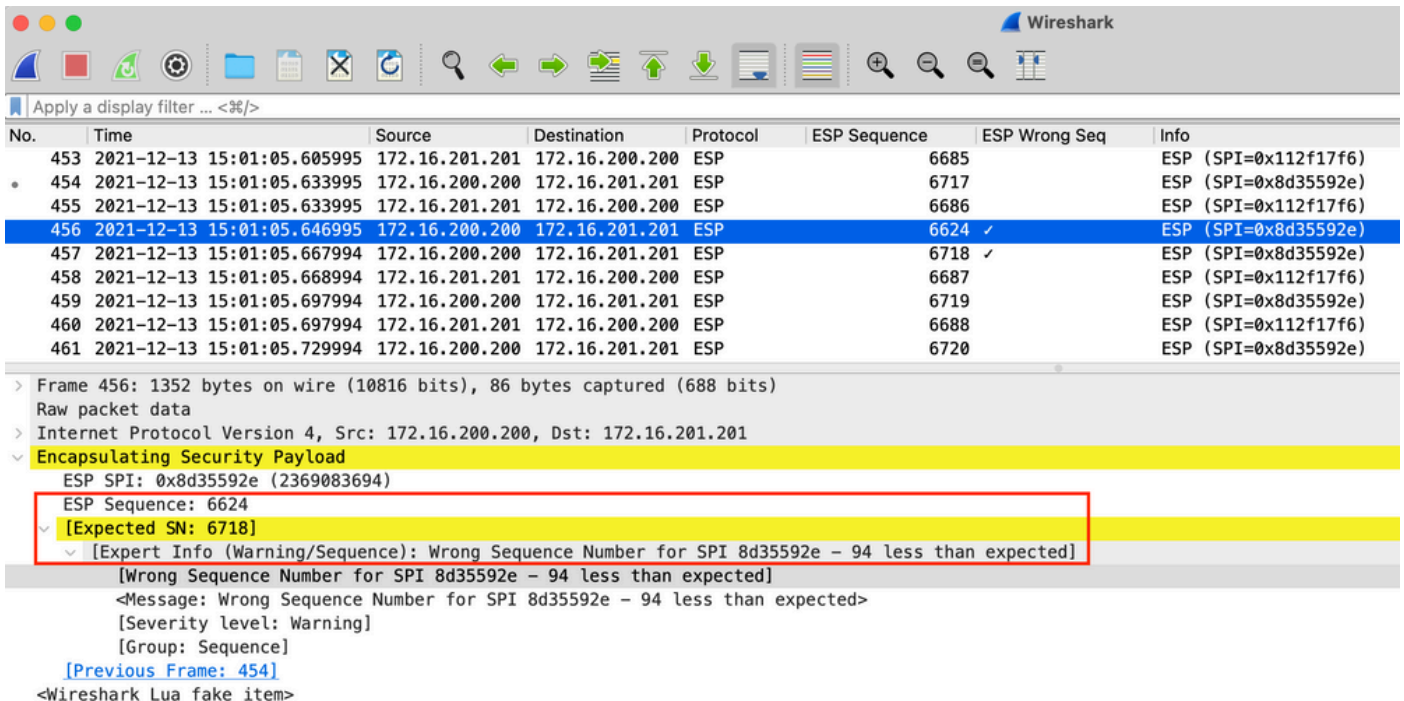 Wireshark
Apply a display filter ... <⌘/>
No. Time Source Destination Protocol ESP Sequence ESP Wrong Seq Info
453 2021-12-13 15:01:05.605995 172.16.201.201 172.16.200.200 ESP 6685 ESP (SPI=0x112f17f6)
454 2021-12-13 15:01:05.633995 172.16.200.200 172.16.201.201 ESP 6717 ESP (SPI=0x8d35592e)
455 2021-12-13 15:01:05.633995 172.16.201.201 172.16.200.200 ESP 6686 ESP (SPI=0x112f17f6)
456 2021-12-13 15:01:05.646995 172.16.200.200 172.16.201.201 ESP 6624 ✓ ESP (SPI=0x8d35592e)
457 2021-12-13 15:01:05.667994 172.16.200.200 172.16.201.201 ESP 6718 ✓ ESP (SPI=0x8d35592e)
458 2021-12-13 15:01:05.668994 172.16.201.201 172.16.200.200 ESP 6687 ESP (SPI=0x112f17f6)
459 2021-12-13 15:01:05.697994 172.16.200.200 172.16.201.201 ESP 6719 ESP (SPI=0x8d35592e)
460 2021-12-13 15:01:05.697994 172.16.201.201 172.16.200.200 ESP 6688 ESP (SPI=0x112f17f6)
461 2021-12-13 15:01:05.729994 172.16.200.200 172.16.201.201 ESP 6720 ESP (SPI=0x8d35592e)
Frame 456: 1352 bytes on wire (10816 bits), 86 bytes captured (688 bits)
Raw packet data
Internet Protocol Version 4, Src: 172.16.200.200, Dst: 172.16.201.201
Encapsulating Security Payload
ESP SPI: 0x8d35592e (2369083694)
ESP Sequence: 6624
[Expected SN: 6718]
[Expert Info (Warning/Sequence): Wrong Sequence Number for SPI 8d35592e - 94 less than expected]
[Wrong Sequence Number for SPI 8d35592e - 94 less than expected]
<Message: Wrong Sequence Number for SPI 8d35592e - 94 less than expected>
[Severity level: Warning]
[Group: Sequence]
[Previous Frame: 454]
<Wireshark Lua fake item>